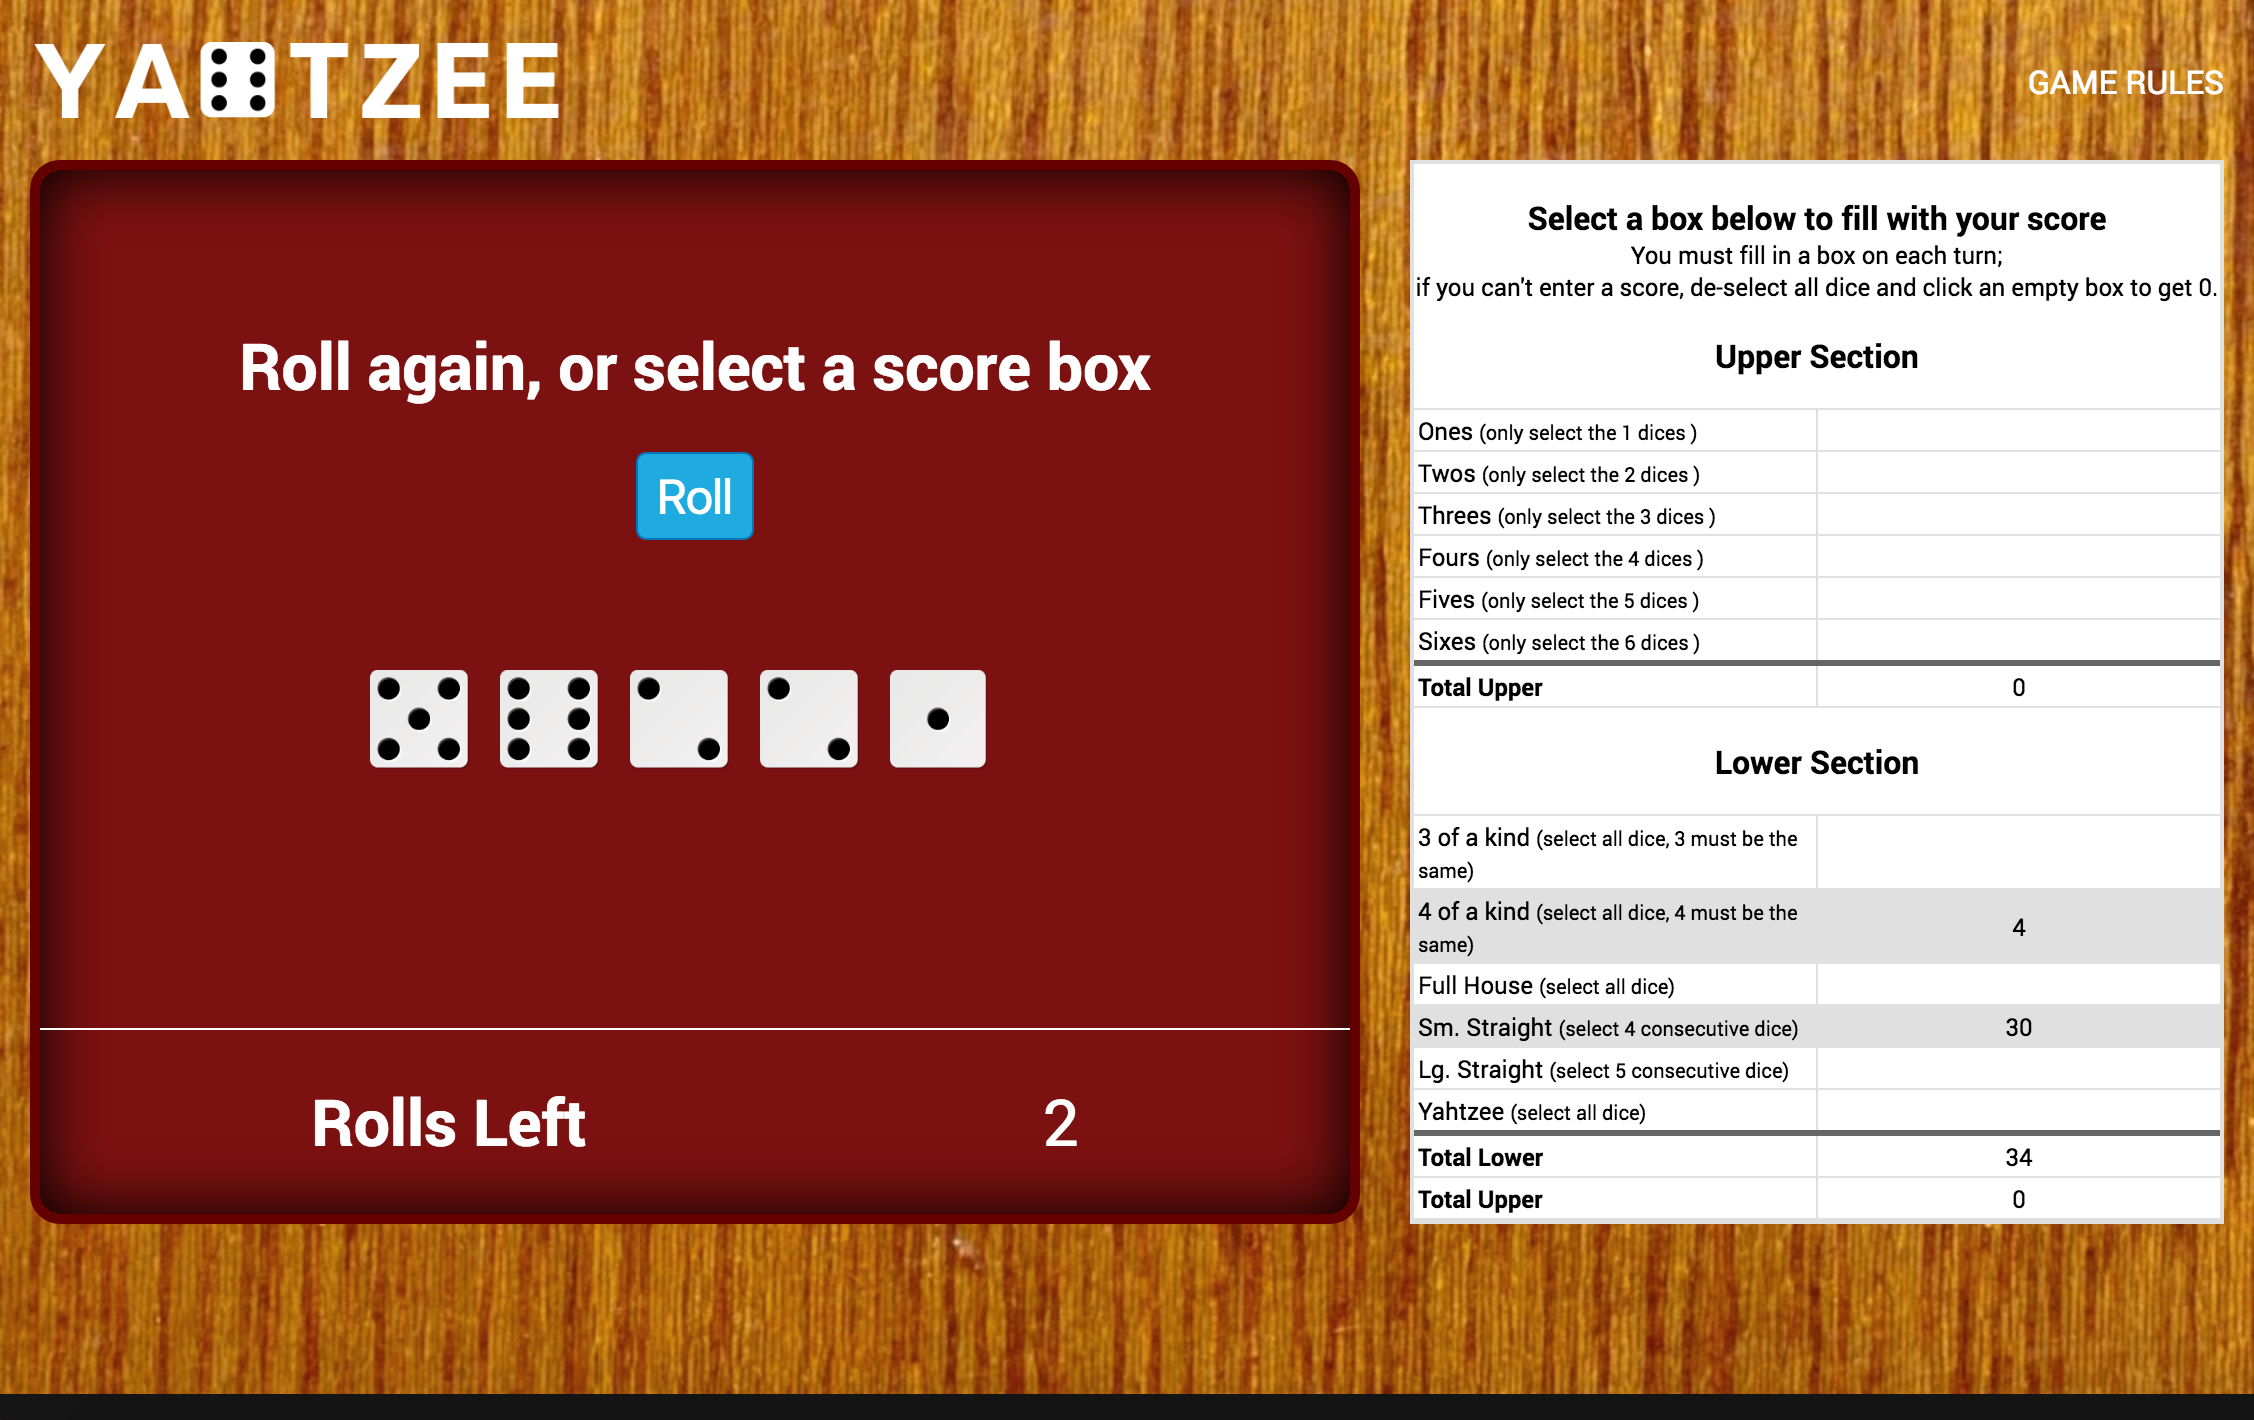 YAHTZEE
GAME RULES
Roll again, or select a score box
Roll
Rolls Left 2
Select a box below to fill with your score
You must fill in a box on each turn;
if you can't enter a score, de-select all dice and click an empty box to get 0.
Upper Section
Ones (only select the 1 dices )
Twos (only select the 2 dices )
Threes (only select the 3 dices )
Fours (only select the 4 dices )
Fives (only select the 5 dices )
Sixes (only select the 6 dices )
Total Upper 0
Lower Section
3 of a kind (select all dice, 3 must be the
same)
4 of a kind (select all dice, 4 must be the
same) 4
Full House (select all dice)
Sm. Straight (select 4 consecutive dice) 30
Lg. Straight (select 5 consecutive dice)
Yahtzee (select all dice)
Total Lower 34
Total Upper 0